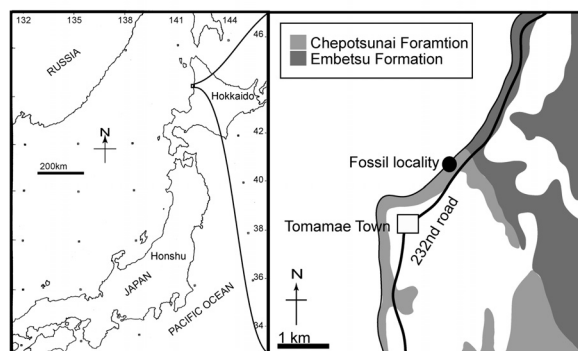 132 135 138 141 144
46
RUSSIA
Hokkaido
44
N
42
200km
40
38
Honshu
JAPAN
36
PACIFIC OCEAN
34
Chepotsunai Foramtion
Embetsu Formation
Fossil locality
Tomamae Town
232nd road
N
1 km